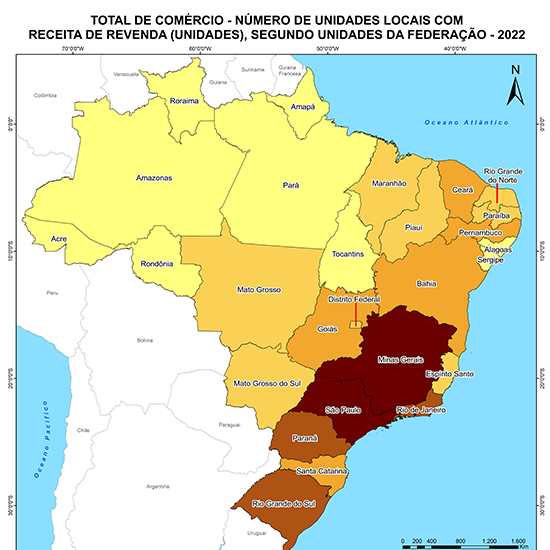 TOTAL DE COMÉRCIO - NÚMERO DE UNIDADES LOCAIS COM
RECEITA DE REVENDA (UNIDADES), SEGUNDO UNIDADES DA FEDERAÇÃO - 2022
70°0'0"O
60°0'0"O
50°0'0"O
40°0'0"O
N
Venezuela
Guiana
Suriname
Guiana
Francesa
Colômbia
Roraima
Amapá
Oceano Atlântico
0°0'0"
Rio Grande
do Norte
Amazonas
Pará
Maranhão
Ceará
Paraíba
Piauí
Pernambuco
Acre
Alagoas
10°0'0"S
Tocantins
Sergipe
Rondônia
Bahia
Mato Grosso
Peru
Distrito Federal
Goiás
Bolívia
Minas Gerais
Espírito Santo
20°0'0"S
Mato Grosso do Sul
São Paulo
Rio de Janeiro
Oceano Pacífico
Paraguai
Chile
Paraná
Santa Catarina
Argentina
Rio Grande do Sul
30°0'0"S
Uruguai
0 200 400 800 1.200 1.600
Km